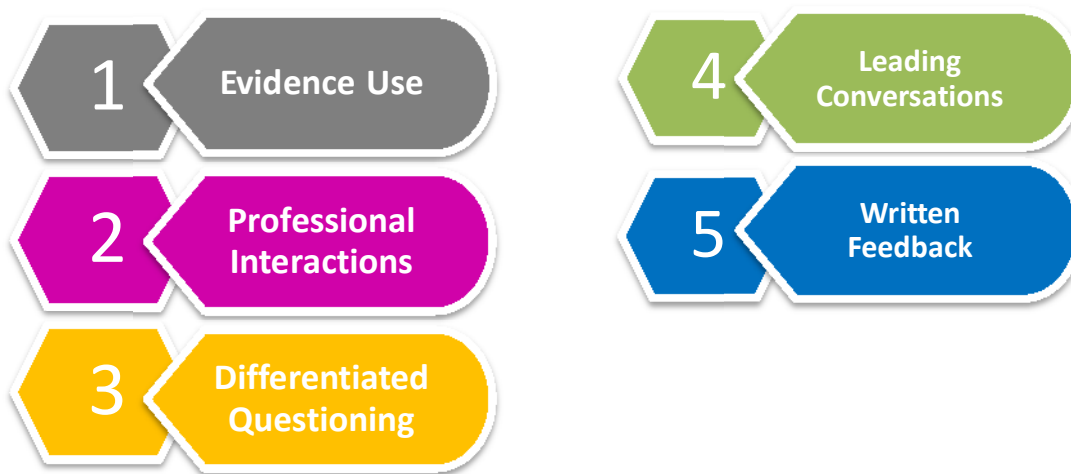 1
Evidence Use
2
Professional
Interactions
3
Differentiated
Questioning
4
Leading
Conversations
5
Written
Feedback